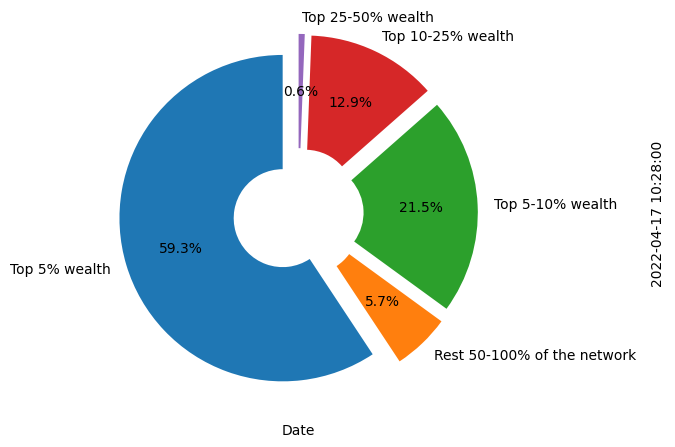 Top 25-50% wealth
Top 10-25% wealth
0.6%
12.9%
Top 5-10% wealth
21.5%
59.3%
Top 5% wealth
5.7%
Rest 50-100% of the network
Date
2022-04-17 10:28:00